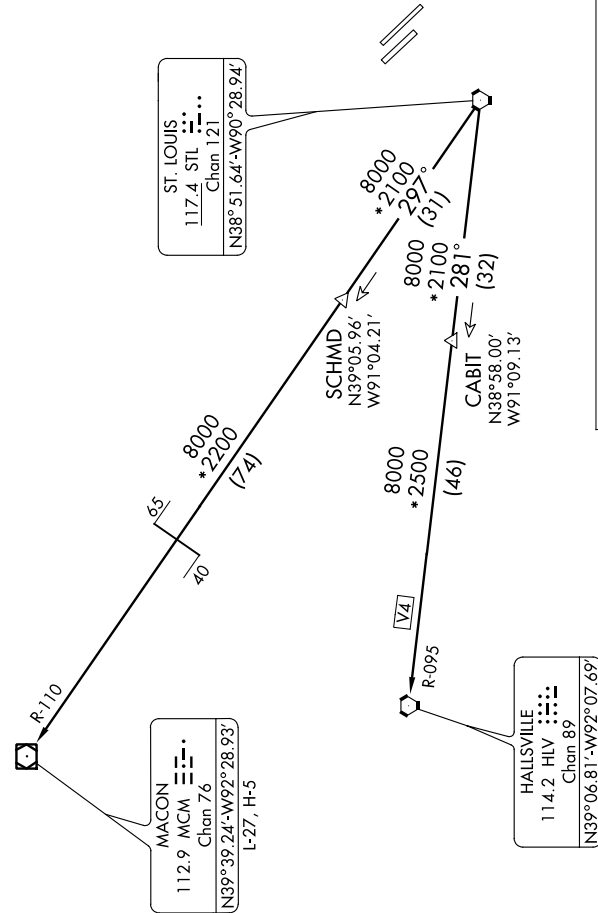 ST. LOUIS
117.4 STL
Chan 121
N38°51.64'-W90°28.94'
8000
*2100
297°
(31)
8000
*2100
281°
(32)
SCHMD
N39°05.96'
W91°04.21'
CABIT
N38°58.00'
W91°09.13'
8000
*2200
(74)
8000
*2500
(46)
65
40
V4
R-110
R-095
MACON
112.9 MCM
Chan 76
N39°39.24'-W92°28.93'
L-27, H-5
HALLSVILLE
114.2 HLV
Chan 89
N39°06.81'-W92°07.69'